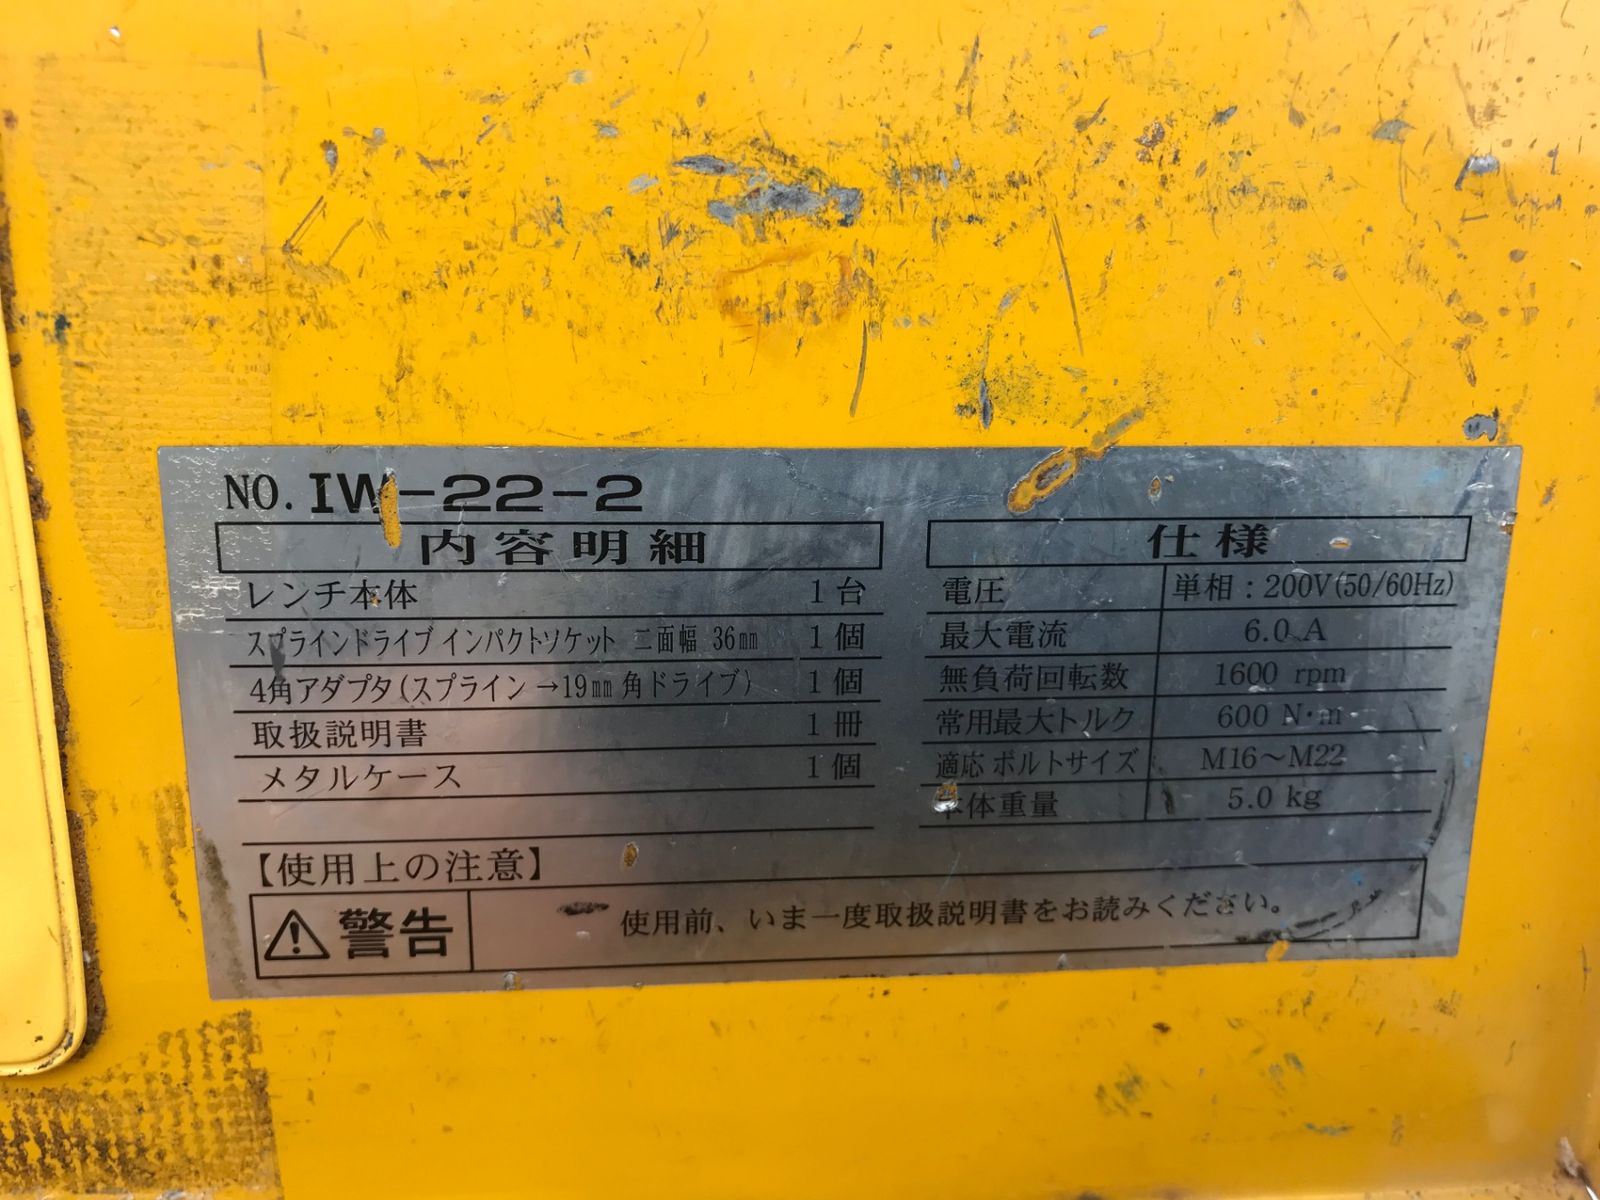 NO. IW-22-2
内容明細
レンチ本体 1台
スプラインドライブインパクトソケット 二面幅 36mm 1個
4角アダプタ(スプライン→19mm角ドライブ) 1個
取扱説明書 1冊
メタルケース 1個
仕様
電圧 単相:200V(50/60Hz)
最大電流 6.0 A
無負荷回転数 1600 rpm
常用最大トルク 600 N・m
適応ボルトサイズ M16～M22
本体重量 5.0 kg
【使用上の注意】
⚠警告 使用前、いま一度取扱説明書をお読みください。